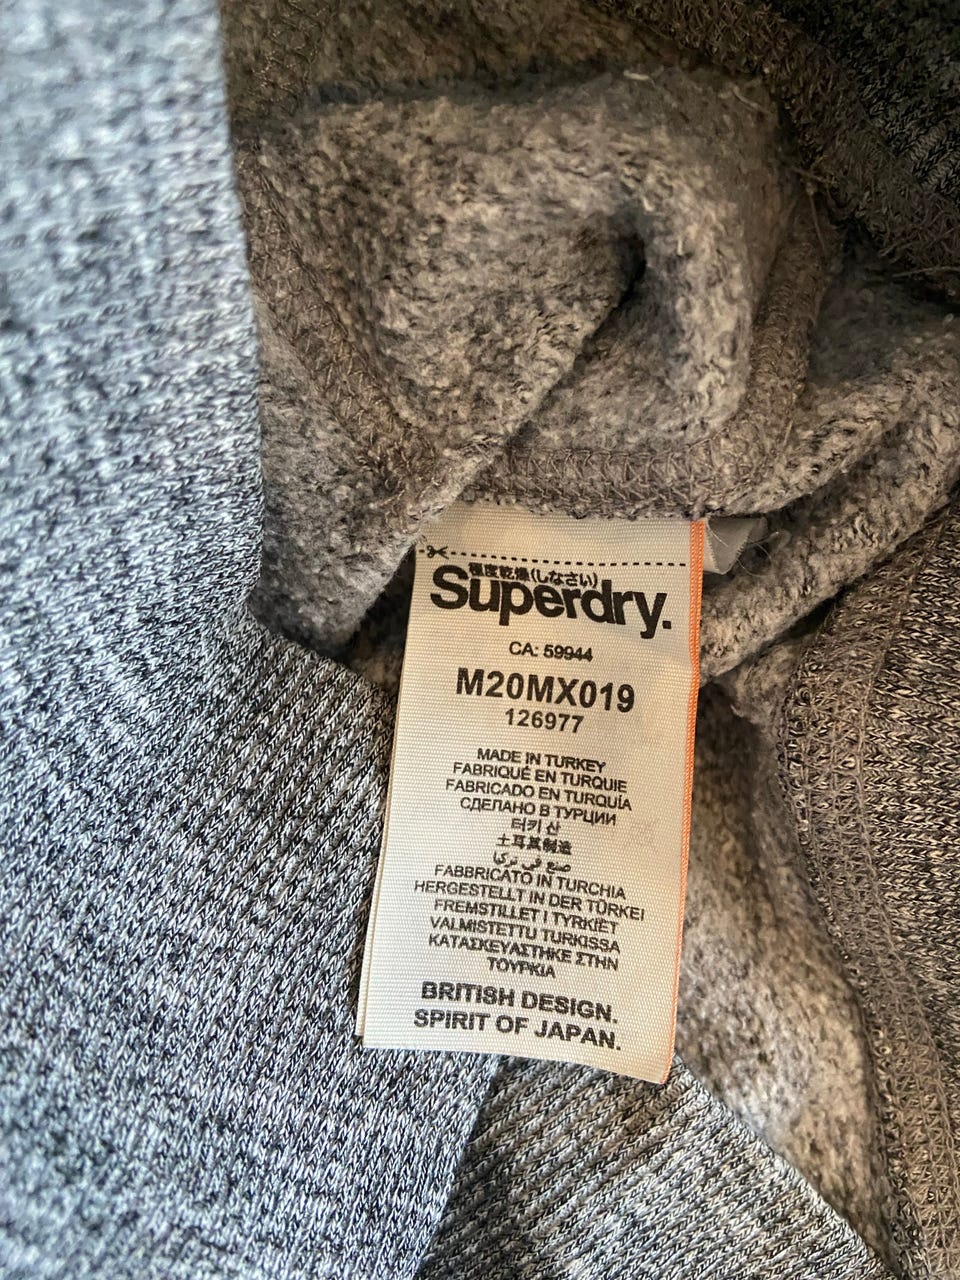 極度乾燥(しなさい)
Superdry.
CA: 59944
M20MX019
126977
MADE IN TURKEY
FABRIQUÉ EN TURQUIE
FABRICADO EN TURQUÍA
СДЕЛАНО В ТУРЦИИ
터키 산
土耳其制造
صنع في تركيا
FABBRICATO IN TURCHIA
HERGESTELLT IN DER TÜRKEI
FREMSTILLET I TYRKIET
VALMISTETTU TURKISSA
ΚΑΤΑΣΚΕΥΑΣΤΗΚΕ ΣΤΗΝ
ΤΟΥΡΚΙΑ
BRITISH DESIGN.
SPIRIT OF JAPAN.